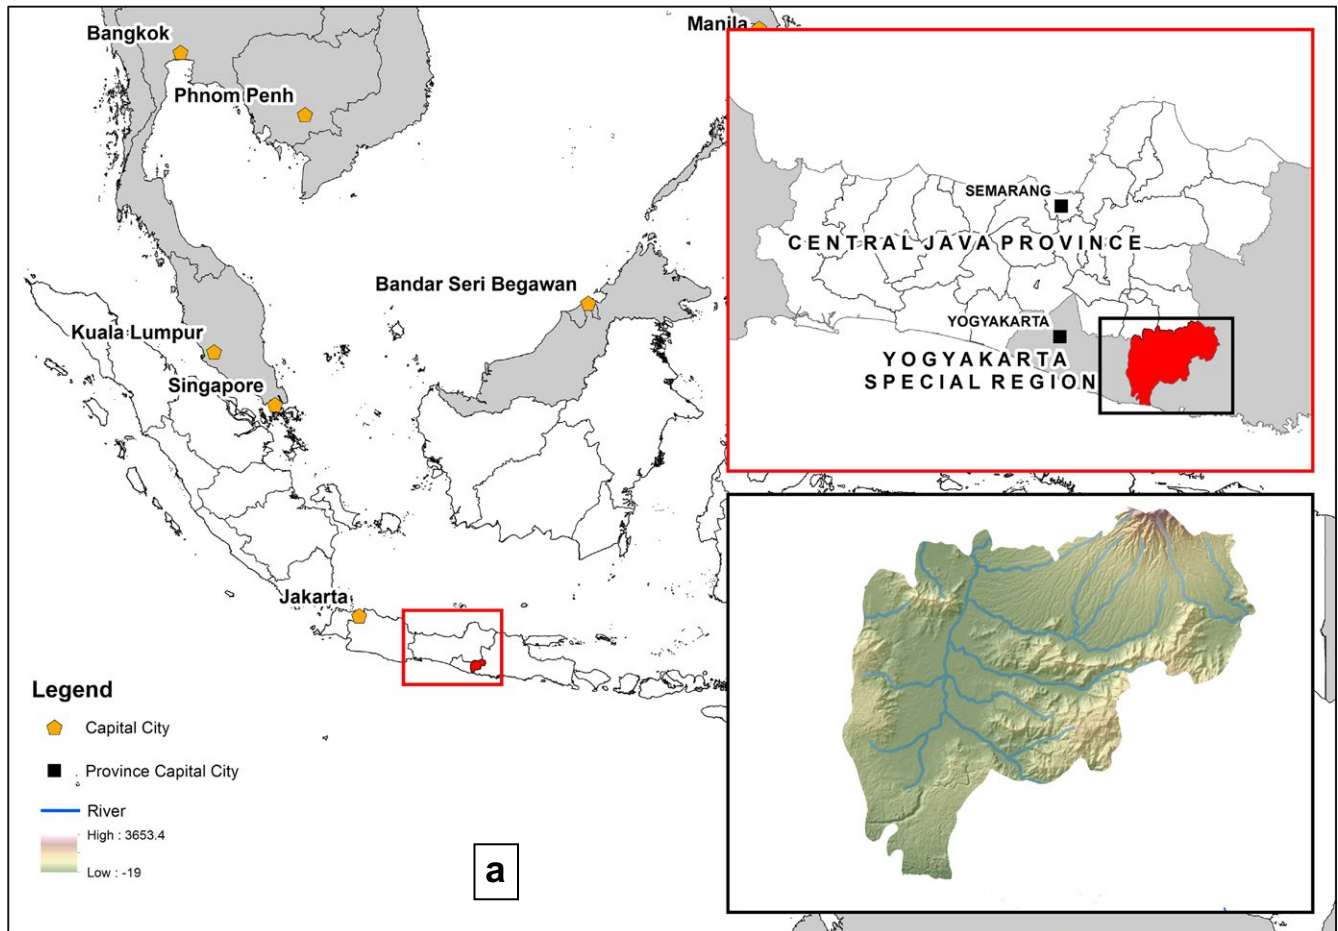 Bangkok
Manila
Phnom Penh
SEMARANG
CENTRAL JAVA PROVINCE
Bandar Seri Begawan
Kuala Lumpur
YOGYAKARTA
YOGYAKARTA
SPECIAL REGION
Singapore
Jakarta
Legend
Capital City
Province Capital City
River
High : 3653.4
Low : -19
a